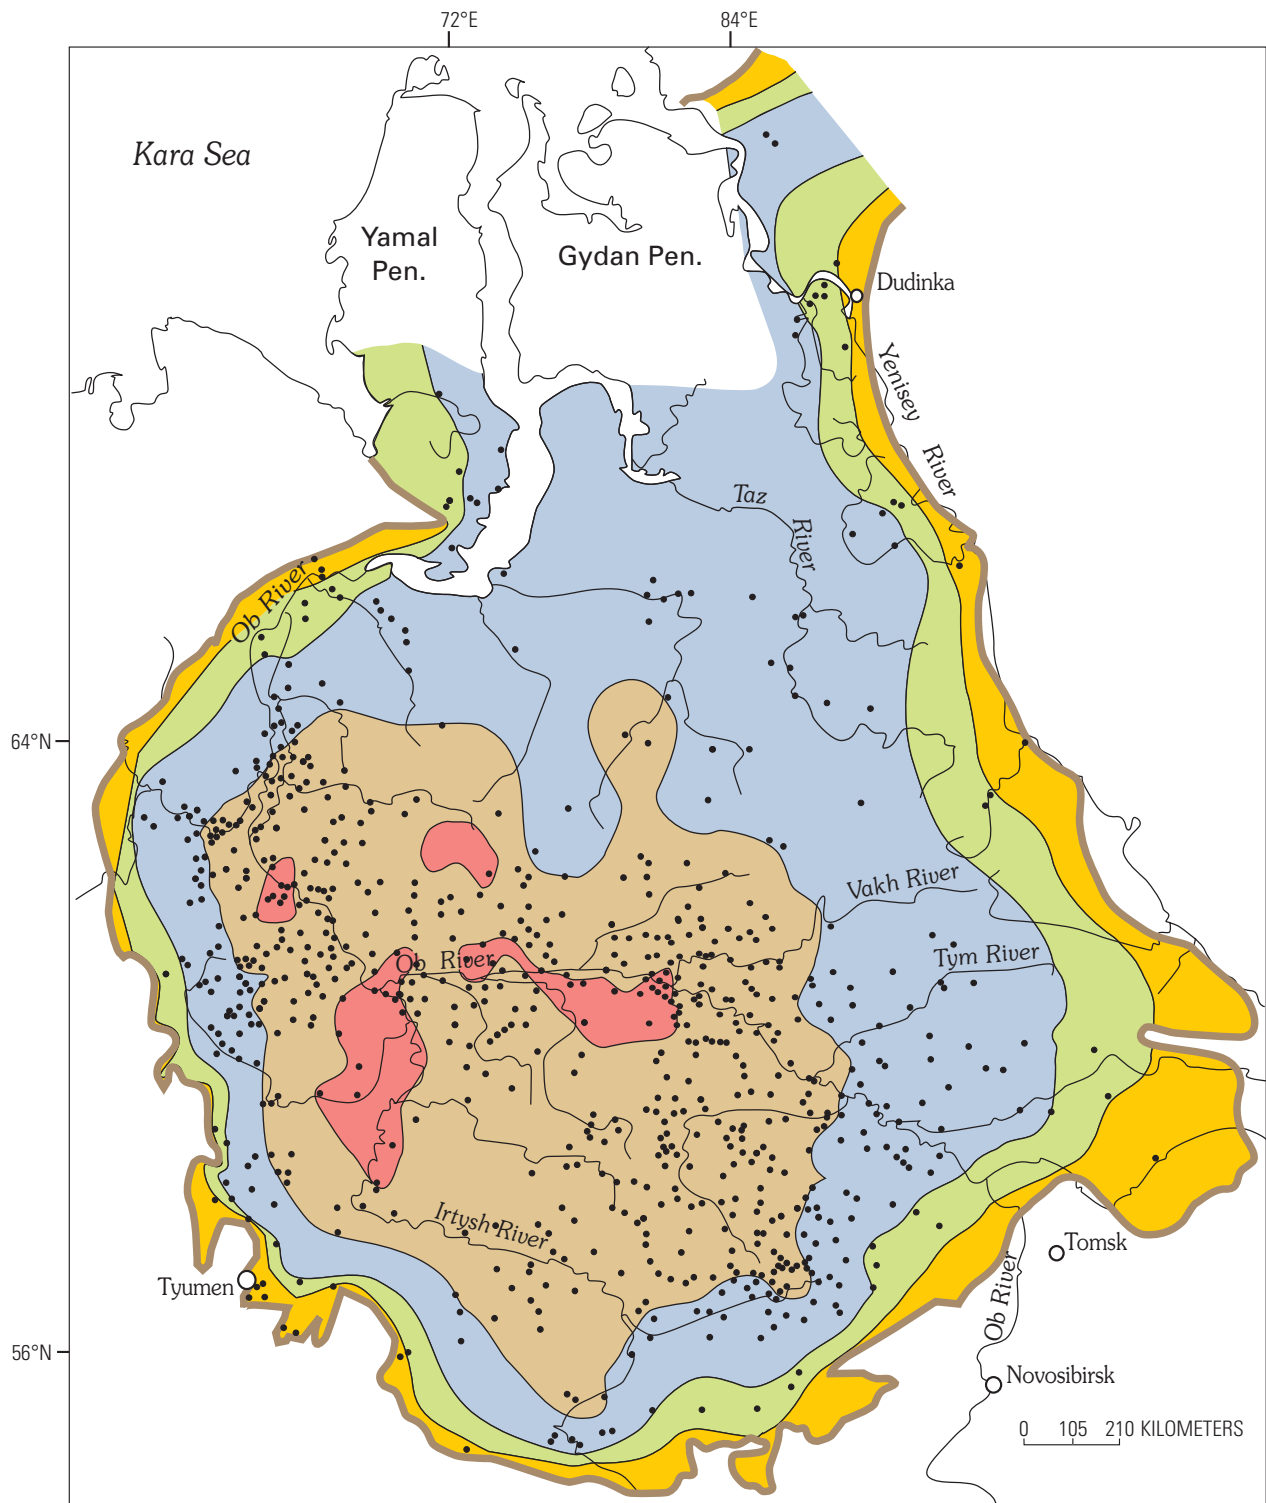 72°E
84°E
Kara Sea
Yamal
Pen.
Gydan Pen.
Dudinka
Yenisey
River
Taz
River
Ob River
64°N
Vakh River
Ob River
Tym River
Irtysh River
Tomsk
Tyumen
Ob River
56°N
Novosibirsk
0 105 210 KILOMETERS